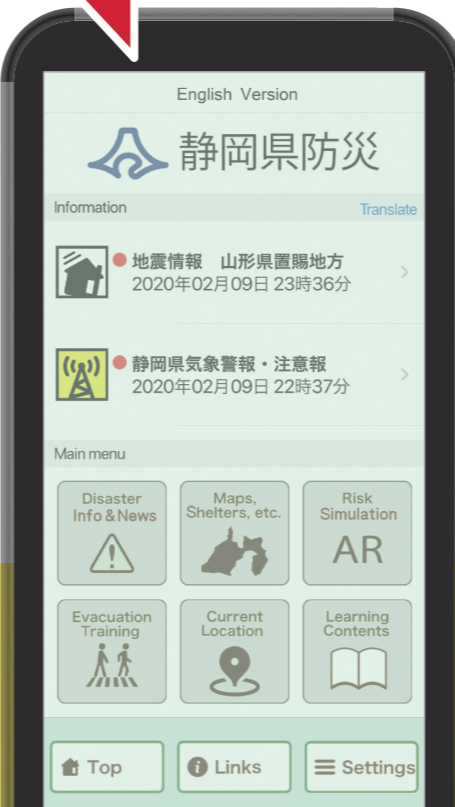 English Version
静岡県防災
Information
Translate
地震情報　山形県置賜地方
2020年02月09日 23時36分
静岡県気象警報・注意報
2020年02月09日 22時37分
Main menu
Disaster
Info & News
Maps,
Shelters, etc.
Risk
Simulation
AR
Evacuation
Training
Current
Location
Learning
Contents
Top
Links
Settings